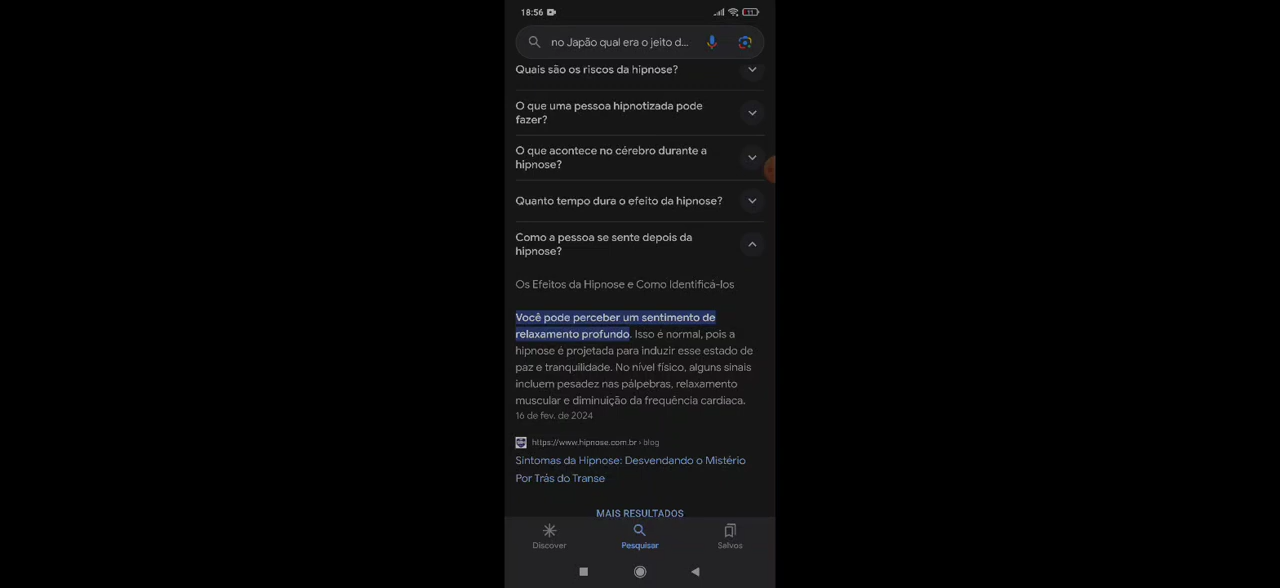 18:56
11
no Japão qual era o jeito d...
Quais são os riscos da hipnose?
O que uma pessoa hipnotizada pode
fazer?
O que acontece no cérebro durante a
hipnose?
Quanto tempo dura o efeito da hipnose?
Como a pessoa se sente depois da
hipnose?
Os Efeitos da Hipnose e Como Identificá-los
Você pode perceber um sentimento de
relaxamento profundo. Isso é normal, pois a
hipnose é projetada para induzir esse estado de
paz e tranquilidade. No nível físico, alguns sinais
incluem pesadez nas pálpebras, relaxamento
muscular e diminuição da frequência cardíaca.
16 de fev. de 2024
https://www.hipnose.com.br › blog
Sintomas da Hipnose: Desvendando o Mistério
Por Trás do Transe
MAIS RESULTADOS
Discover
Pesquisar
Salvos